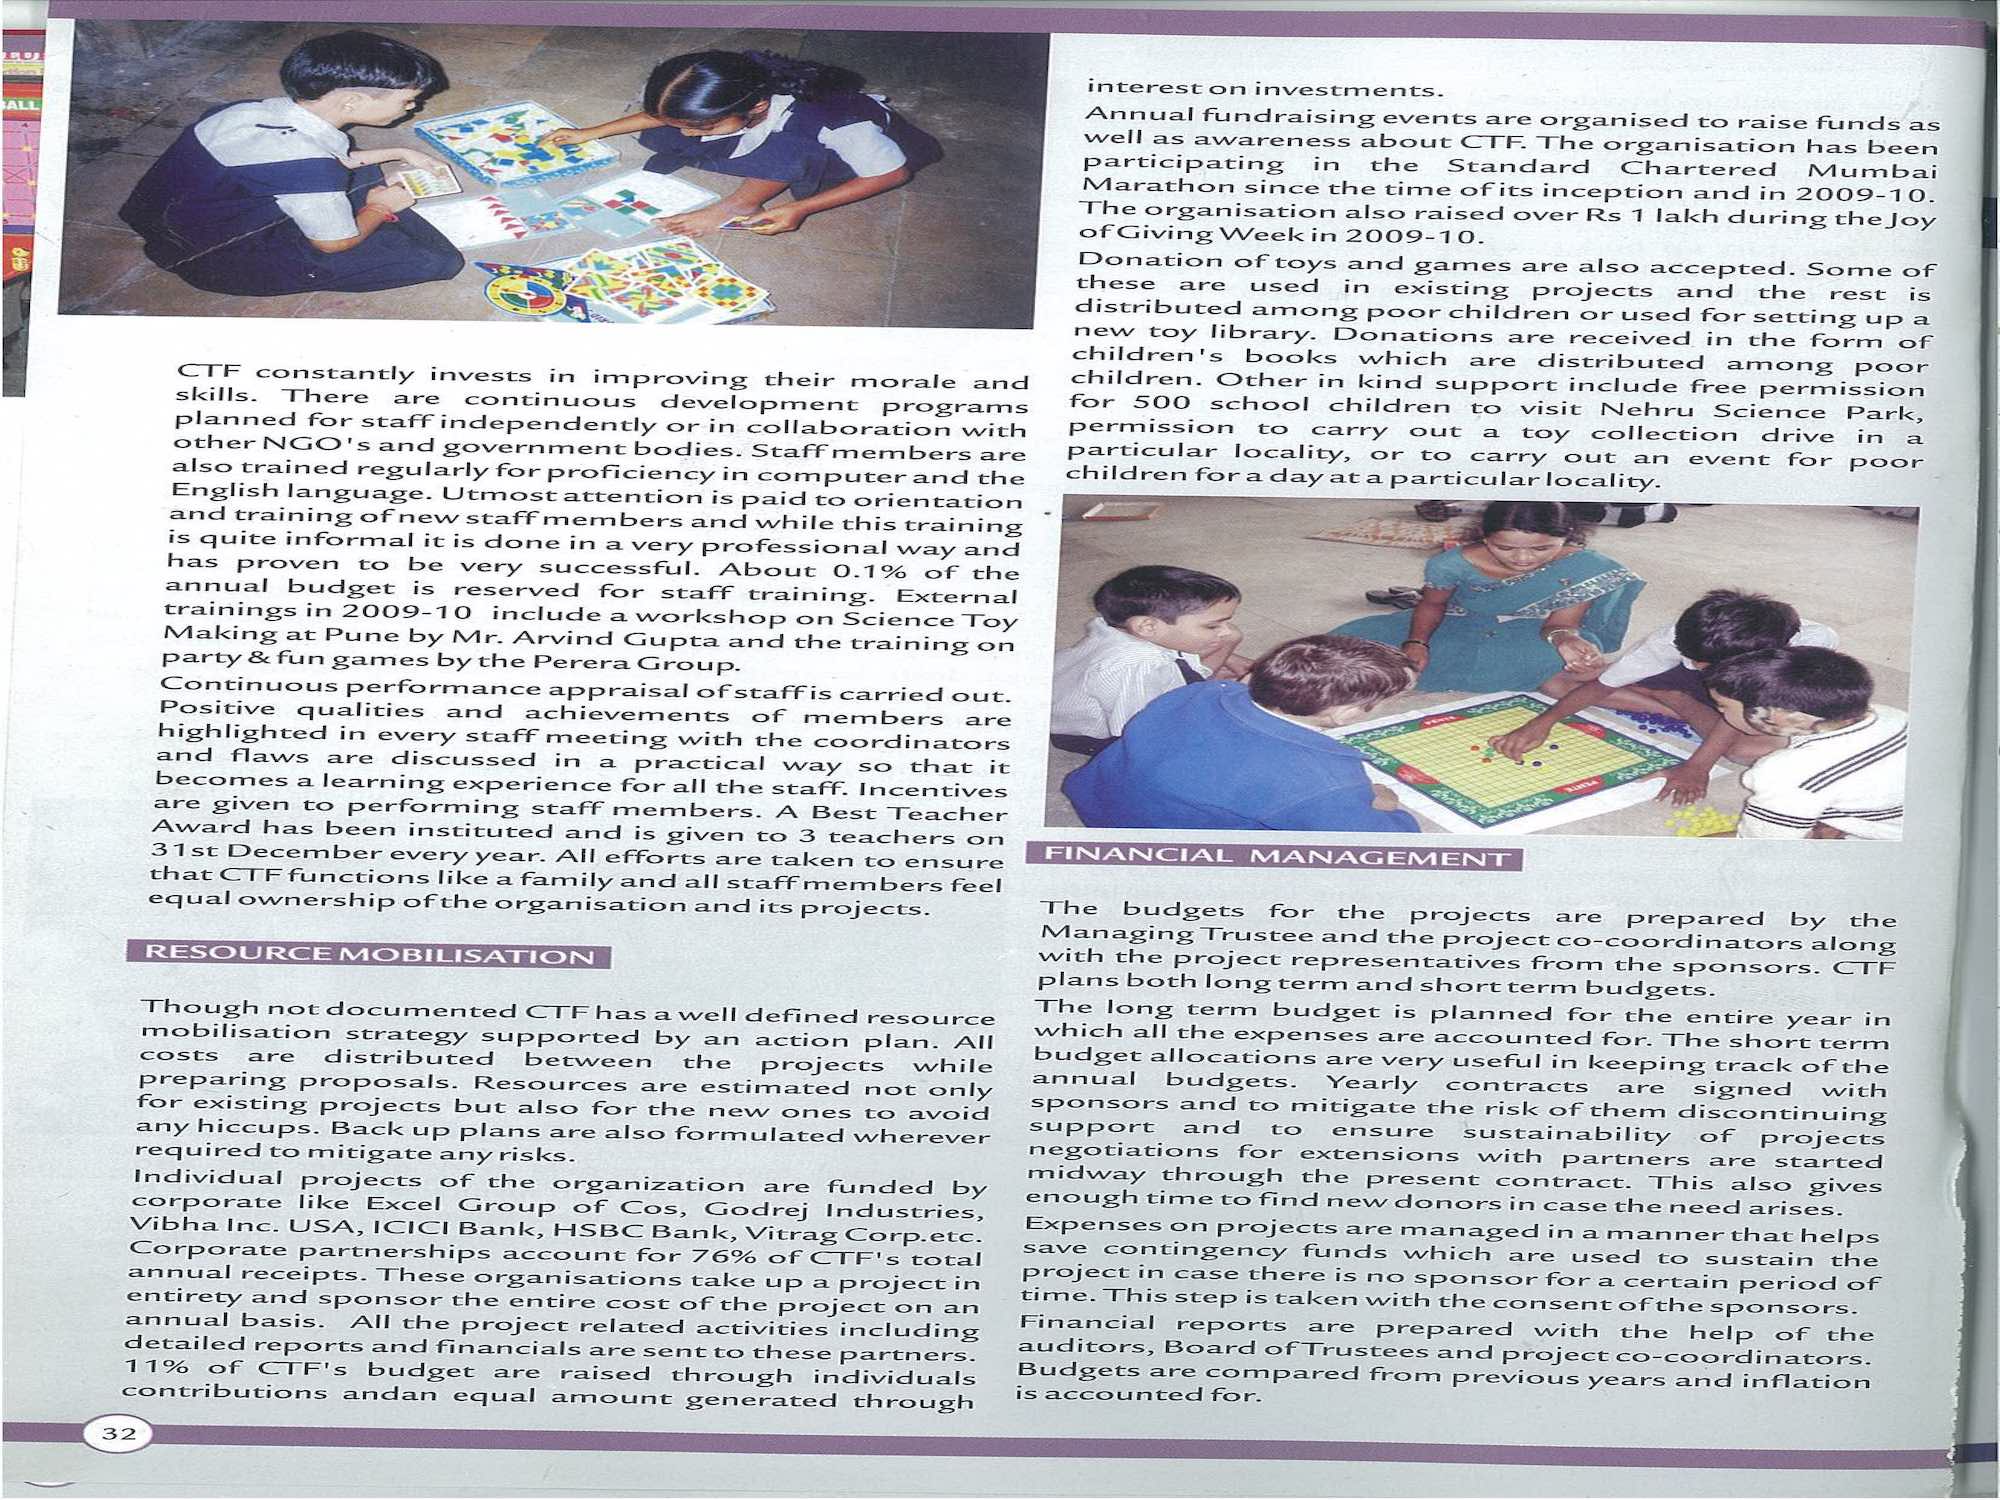 CTF constantly invests in improving their morale and
skills. There are continuous development programs
planned for staff independently or in collaboration with
other NGO's and government bodies. Staff members are
also trained regularly for proficiency in computer and the
English language. Utmost attention is paid to orientation
and training of new staff members and while this training
is quite informal it is done in a very professional way and
has proven to be very successful. About 0.1% of the
annual budget is reserved for staff training. External
trainings in 2009-10 include a workshop on Science Toy
Making at Pune by Mr. Arvind Gupta and the training on
party & fun games by the Perera Group.
Continuous performance appraisal of staff is carried out.
Positive qualities and achievements of members are
highlighted in every staff meeting with the coordinators
and flaws are discussed in a practical way so that it
becomes a learning experience for all the staff. Incentives
are given to performing staff members. A Best Teacher
Award has been instituted and is given to 3 teachers on
31st December every year. All efforts are taken to ensure
that CTF functions like a family and all staff members feel
equal ownership of the organisation and its projects.
RESOURCE MOBILISATION
Though not documented CTF has a well defined resource
mobilisation strategy supported by an action plan. All
costs are distributed between the projects while
preparing proposals. Resources are estimated not only
for existing projects but also for the new ones to avoid
any hiccups. Back up plans are also formulated wherever
required to mitigate any risks.
Individual projects of the organization are funded by
corporate like Excel Group of Cos, Godrej Industries,
Vibha Inc. USA, ICICI Bank, HSBC Bank, Vitrag Corp.etc.
Corporate partnerships account for 76% of CTF's total
annual receipts. These organisations take up a project in
entirety and sponsor the entire cost of the project on an
annual basis. All the project related activities including
detailed reports and financials are sent to these partners.
11% of CTF's budget are raised through individuals
contributions andan equal amount generated through
interest on investments.
Annual fundraising events are organised to raise funds as
well as awareness about CTF. The organisation has been
participating in the Standard Chartered Mumbai
Marathon since the time of its inception and in 2009-10.
The organisation also raised over Rs 1 lakh during the Joy
of Giving Week in 2009-10.
Donation of toys and games are also accepted. Some of
these are used in existing projects and the rest is
distributed among poor children or used for setting up a
new toy library. Donations are received in the form of
children's books which are distributed among poor
children. Other in kind support include free permission
for 500 school children to visit Nehru Science Park,
permission to carry out a toy collection drive in a
particular locality, or to carry out an event for poor
children for a day at a particular locality.
PENTE
PENTE
FINANCIAL MANAGEMENT
The budgets for the projects are prepared by the
Managing Trustee and the project co-coordinators along
with the project representatives from the sponsors. CTF
plans both long term and short term budgets.
The long term budget is planned for the entire year in
which all the expenses are accounted for. The short term
budget allocations are very useful in keeping track of the
annual budgets. Yearly contracts are signed with
sponsors and to mitigate the risk of them discontinuing
support and to ensure sustainability of projects
negotiations for extensions with partners are started
midway through the present contract. This also gives
enough time to find new donors in case the need arises.
Expenses on projects are managed in a manner that helps
save contingency funds which are used to sustain the
project in case there is no sponsor for a certain period of
time. This step is taken with the consent of the sponsors.
Financial reports are prepared with the help of the
auditors, Board of Trustees and project co-coordinators.
Budgets are compared from previous years and inflation
is accounted for.
32